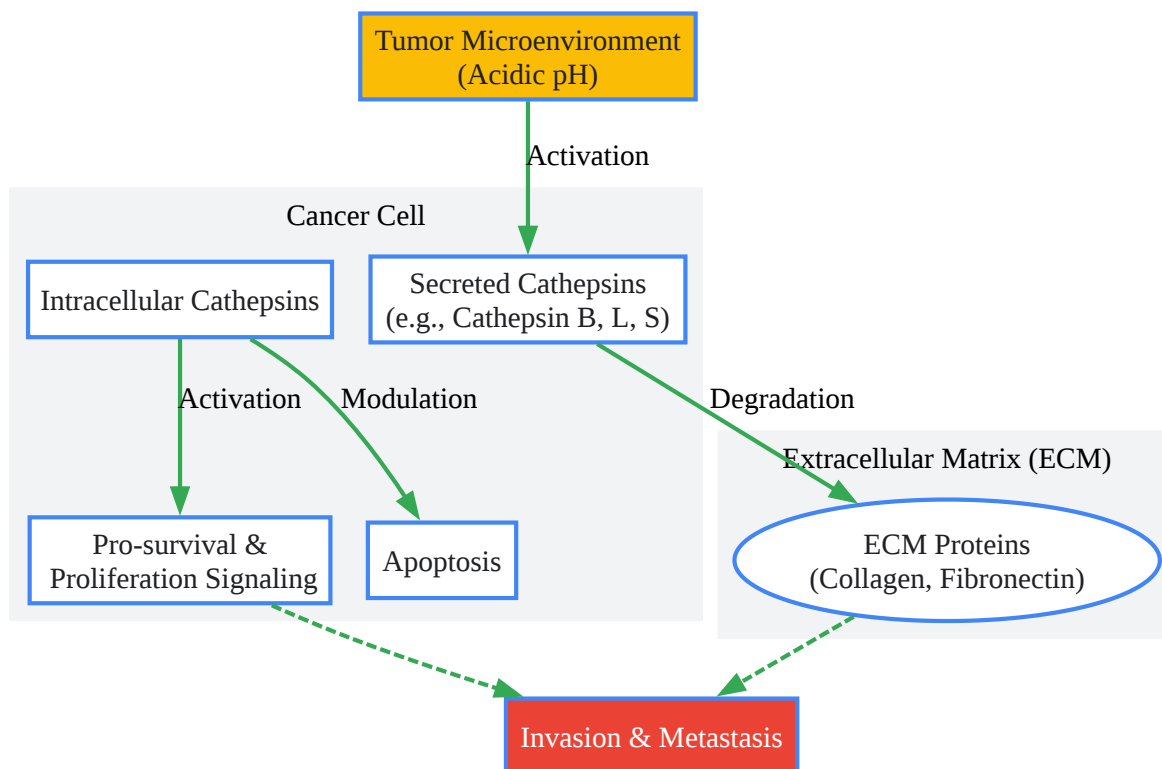 Tumor Microenvironment
(Acidic pH)
Activation
Cancer Cell
Intracellular Cathepsins
Secreted Cathepsins
(e.g., Cathepsin B, L, S)
Activation
Modulation
Degradation
Extracellular Matrix (ECM)
Pro-survival &
Proliferation Signaling
Apoptosis
ECM Proteins
(Collagen, Fibronectin)
Invasion & Metastasis